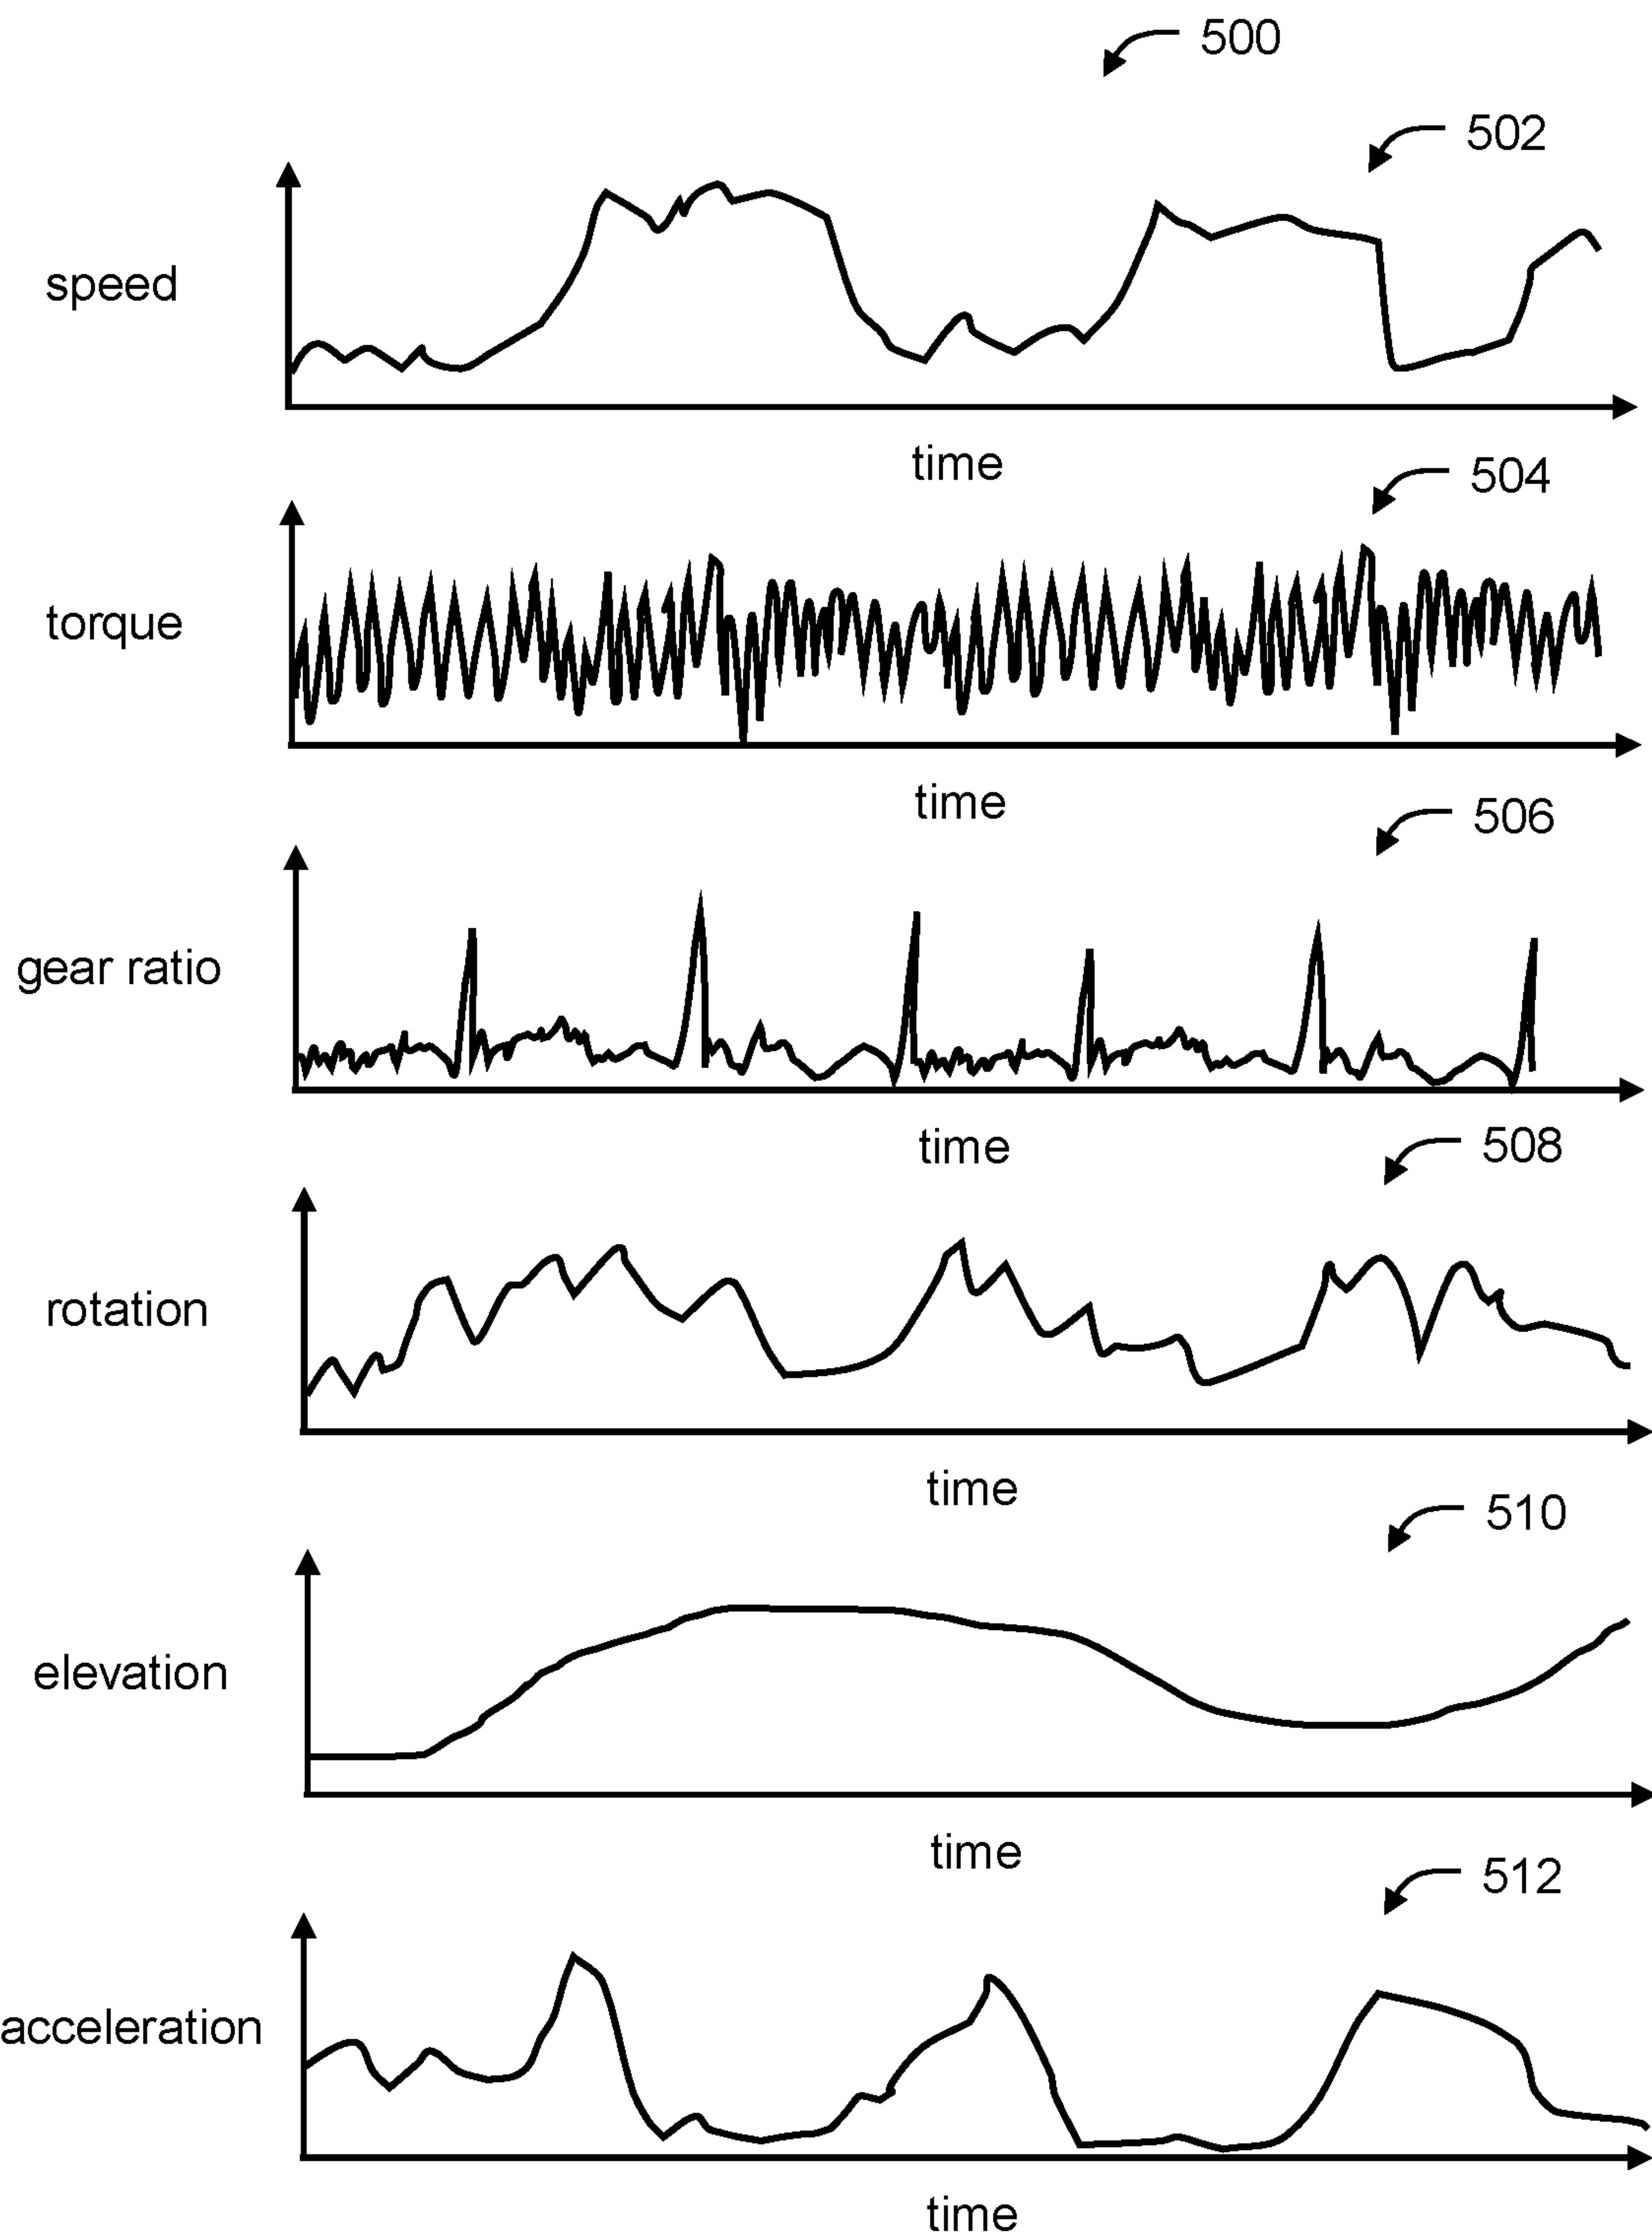 500
502
speed
time
504
torque
time
506
gear ratio
time
508
rotation
time
510
elevation
time
512
acceleration
time